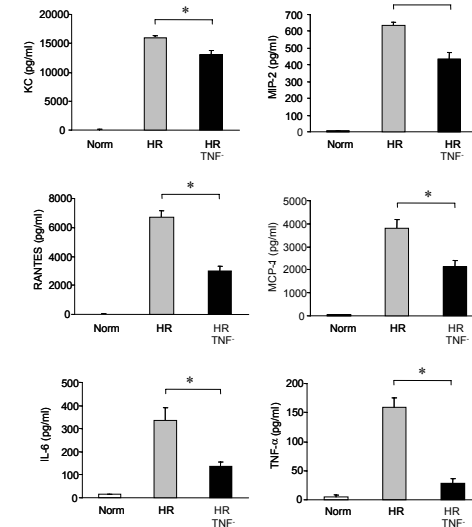 *
KC (pg/ml)
20000
15000
10000
5000
0
Norm HR HR
TNF-
MIP-2 (pg/ml)
700
600
500
400
300
200
100
0
Norm HR HR
TNF-
*
RANTES (pg/ml)
8000
6000
4000
2000
0
Norm HR HR
TNF-
*
MCP-1 (pg/ml)
5000
4000
3000
2000
1000
0
Norm HR HR
TNF-
*
IL-6 (pg/ml)
500
400
300
200
100
0
Norm HR HR
TNF-
*
TNF-α (pg/ml)
200
150
100
50
0
Norm HR HR
TNF-